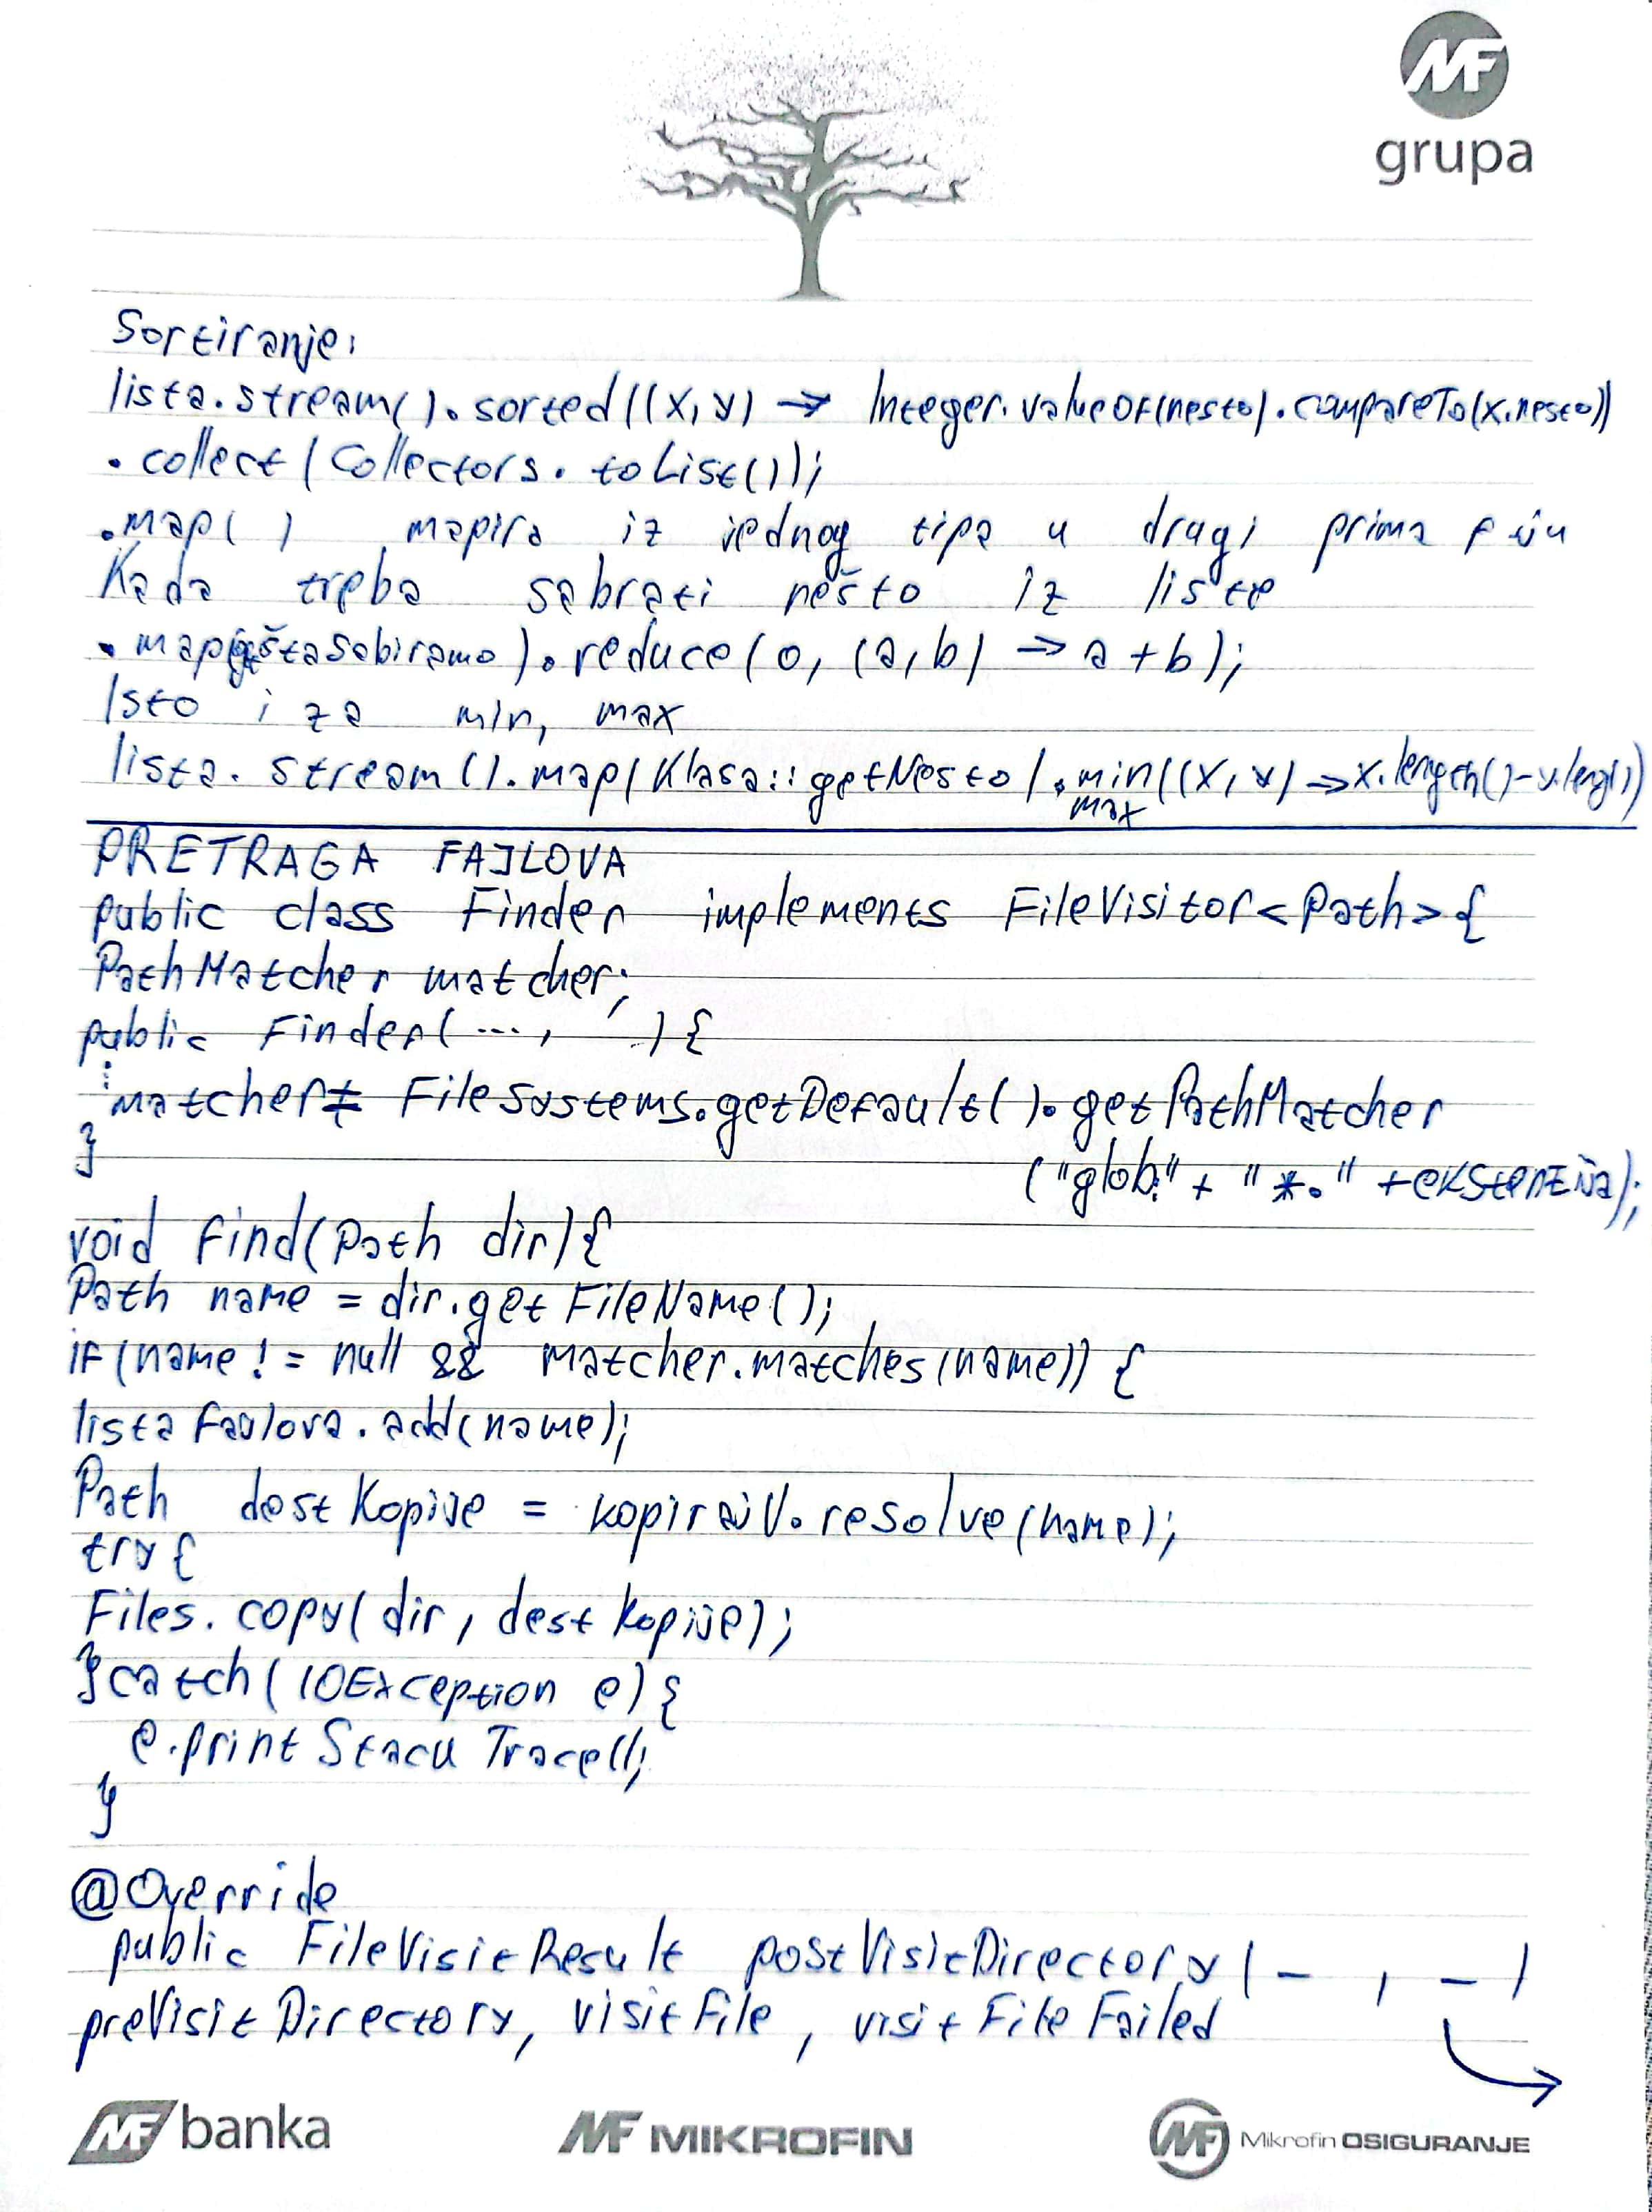 MF
grupa
Sortiranje:
lista.stream().sorted((x,y) → Integer.valueOf(nesto).compareTo(x.nesto))
.collect(Collectors.toList());
.map( ) mapira iz jednog tipa u drugi prima f-iju
Kada treba sabrati nešto iz liste
.map(štaSabiramo).reduce(0, (a,b) → a+b);
Isto i za min, max
lista.stream().map(Klasa::getNesto).min((x,y) → x.length()-y.lengt())
max
PRETRAGA FAJLOVA
public class Finder implements FileVisitor<Path>{
PathMatcher matcher;
public Finder( ..., ){
matcher = FileSystems.getDefault().getPathMatcher
}
("glob:" + "*." + ekstenzija);
void find(Path dir){
Path name = dir.getFileName();
if(name != null && matcher.matches(name)) {
listafajlova.add(name);
Path destKopije = kopirajU.resolve(name);
try{
Files.copy(dir, destKopije);
}catch(IOException e){
e.printStackTrace();
}
@Override
public FileVisitResult postVisitDirectory( _ , _ )
preVisitDirectory, visitFile, visitFileFailed
MF banka MF MIKROFIN MF Mikrofin OSIGURANJE